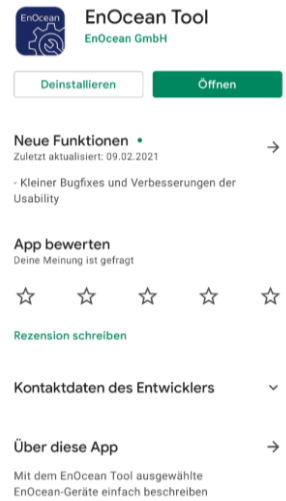 EnOcean
EnOcean Tool
EnOcean GmbH
Deinstallieren
Öffnen
Neue Funktionen •
Zuletzt aktualisiert: 09.02.2021
- Kleiner Bugfixes und Verbesserungen der
Usability
App bewerten
Deine Meinung ist gefragt
Rezension schreiben
Kontaktdaten des Entwicklers
Über diese App
Mit dem EnOcean Tool ausgewählte
EnOcean-Geräte einfach beschreiben